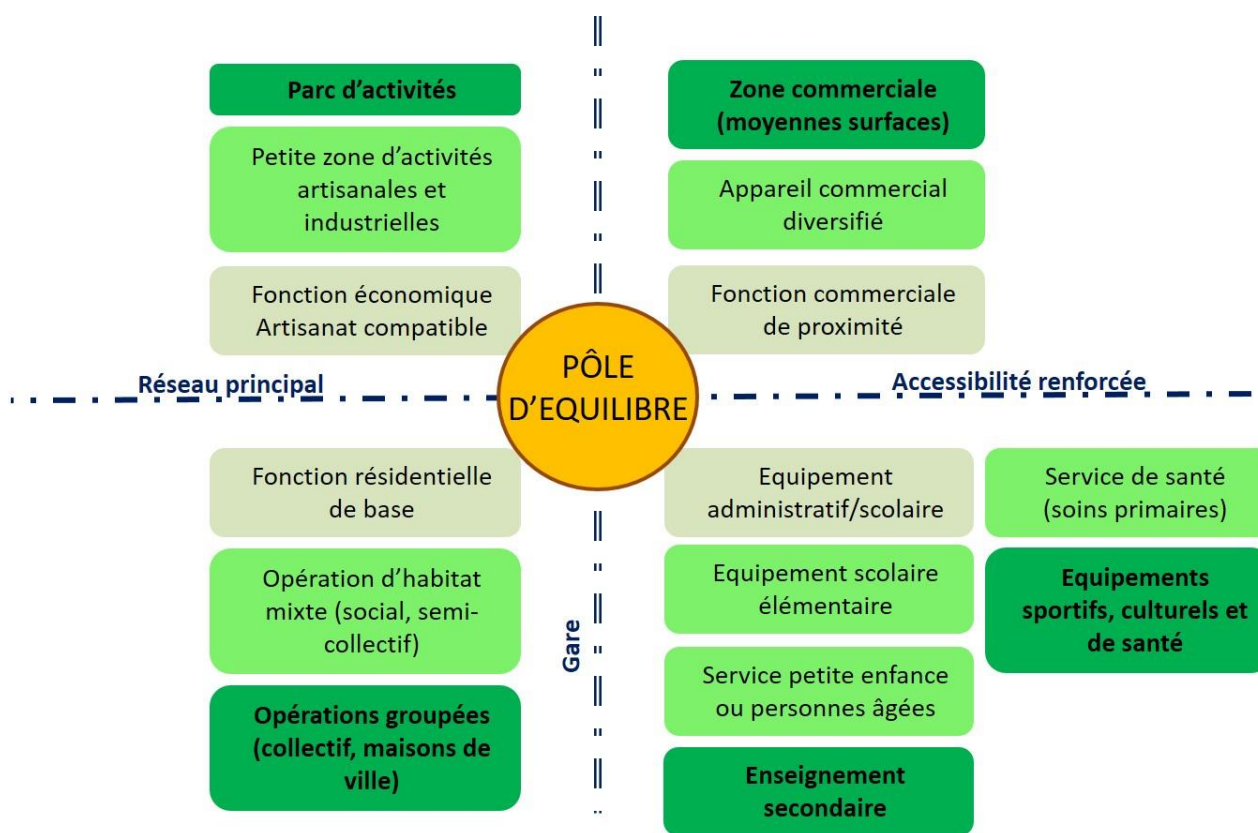 Parc d’activités
Petite zone d’activités
artisanales et
industrielles
Fonction économique
Artisanat compatible
Zone commerciale
(moyennes surfaces)
Appareil commercial
diversifié
Fonction commerciale
de proximité
Réseau principal
PÔLE
D’EQUILIBRE
Accessibilité renforcée
Fonction résidentielle
de base
Opération d’habitat
mixte (social, semi-
collectif)
Opérations groupées
(collectif, maisons de
ville)
Gare
Equipement
administratif/scolaire
Equipement scolaire
élémentaire
Service petite enfance
ou personnes âgées
Enseignement
secondaire
Service de santé
(soins primaires)
Equipements
sportifs, culturels et
de santé